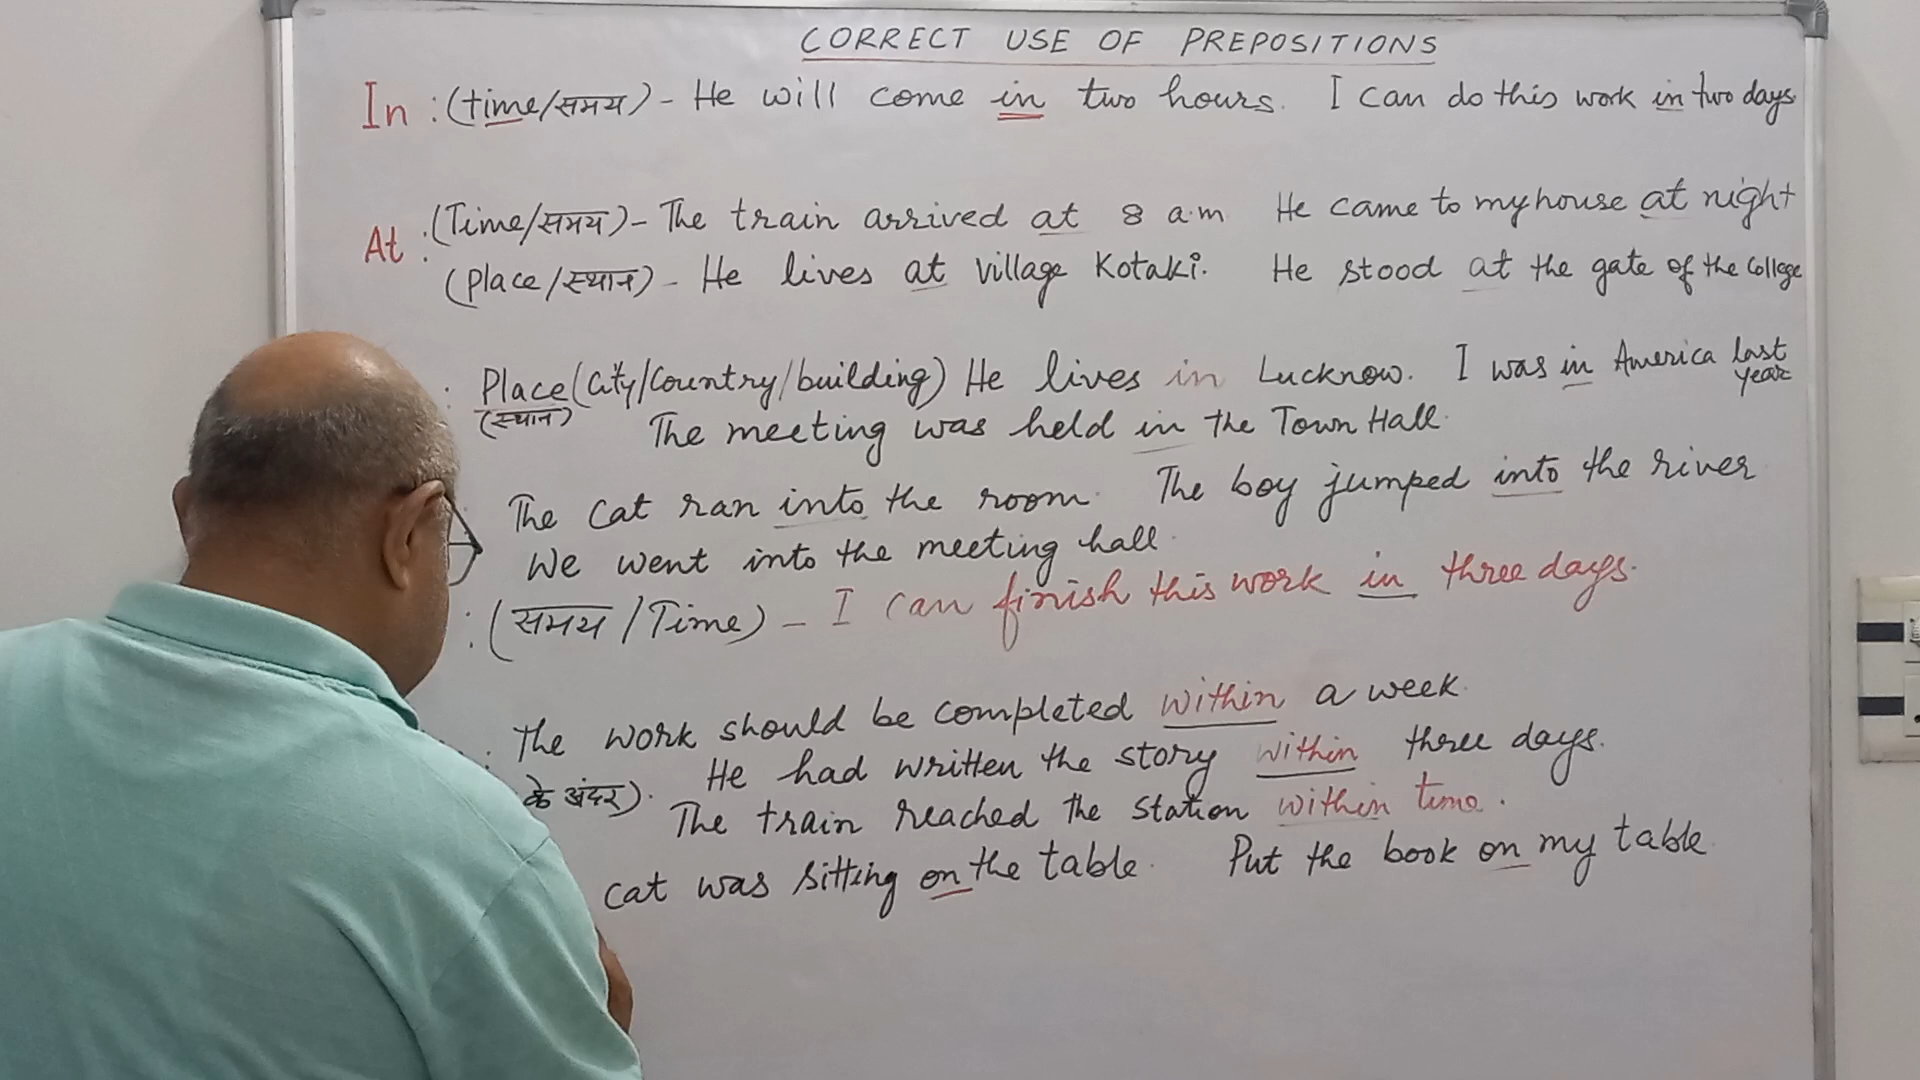 CORRECT USE OF PREPOSITIONS
In : (time/समय) - He will come in two hours. I can do this work in two days
At : (Time/समय) - The train arrived at 8 a.m He came to my house at night
(Place/स्थान) - He lives at village Kotaki. He stood at the gate of the College
: Place (City/Country/building) He lives in Lucknow. I was in America last year
(स्थान) The meeting was held in the Town Hall.
The cat ran into the room. The boy jumped into the river
We went into the meeting hall.
: (समय/Time) - I can finish this work in three days.
: The work should be completed within a week.
के अंदर). He had written the story within three days.
The train reached the station within time.
cat was sitting on the table. Put the book on my table